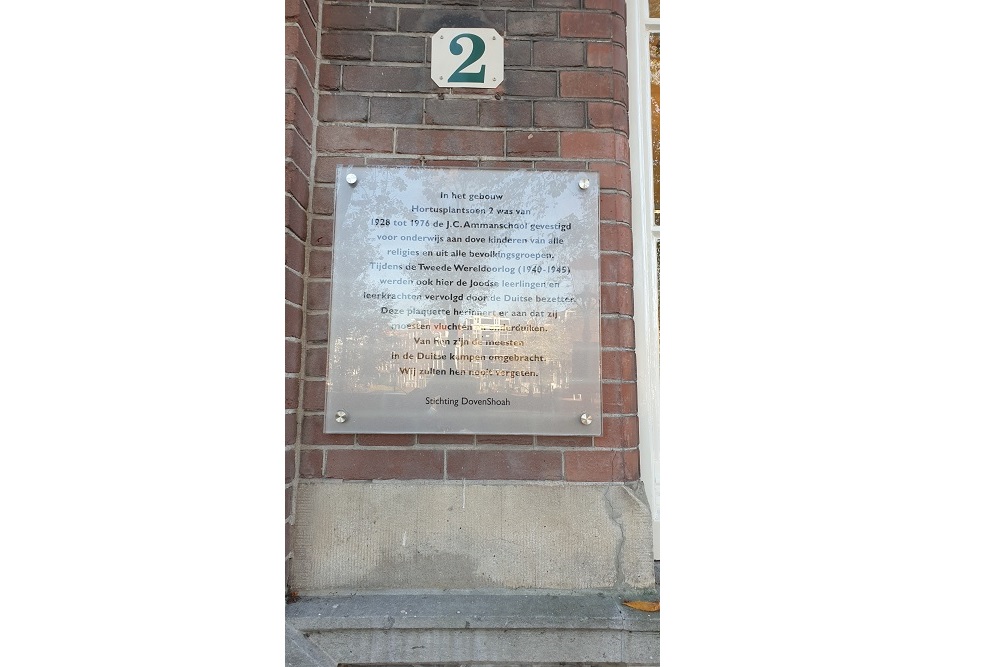 2
In het gebouw
Hortusplantsoen 2 was van
1928 tot 1976 de J.C. Ammanschool gevestigd
voor onderwijs aan dove kinderen van alle
religies en uit alle bevolkingsgroepen.
Tijdens de Tweede Wereldoorlog (1940-1945)
werden ook hier de Joodse leerlingen en
leerkrachten vervolgd door de Duitse bezetter.
Deze plaquette herinnert er aan dat zij
moesten vluchten en onderduiken.
Van hen zijn de meesten
in de Duitse kampen omgebracht.
Wij zullen hen nooit vergeten.
Stichting DovenShoah